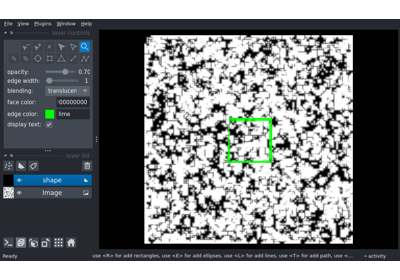 File View Plugins Window Help
layer controls
opacity: 0.70
edge width: 1
blending: translucen
face color: 00000000
edge color: lime
display text:
layer list
shape
Image
Ready use <R> for add rectangles, use <E> for add ellipses, use <L> for add lines, use <T> for add path, use <... activity